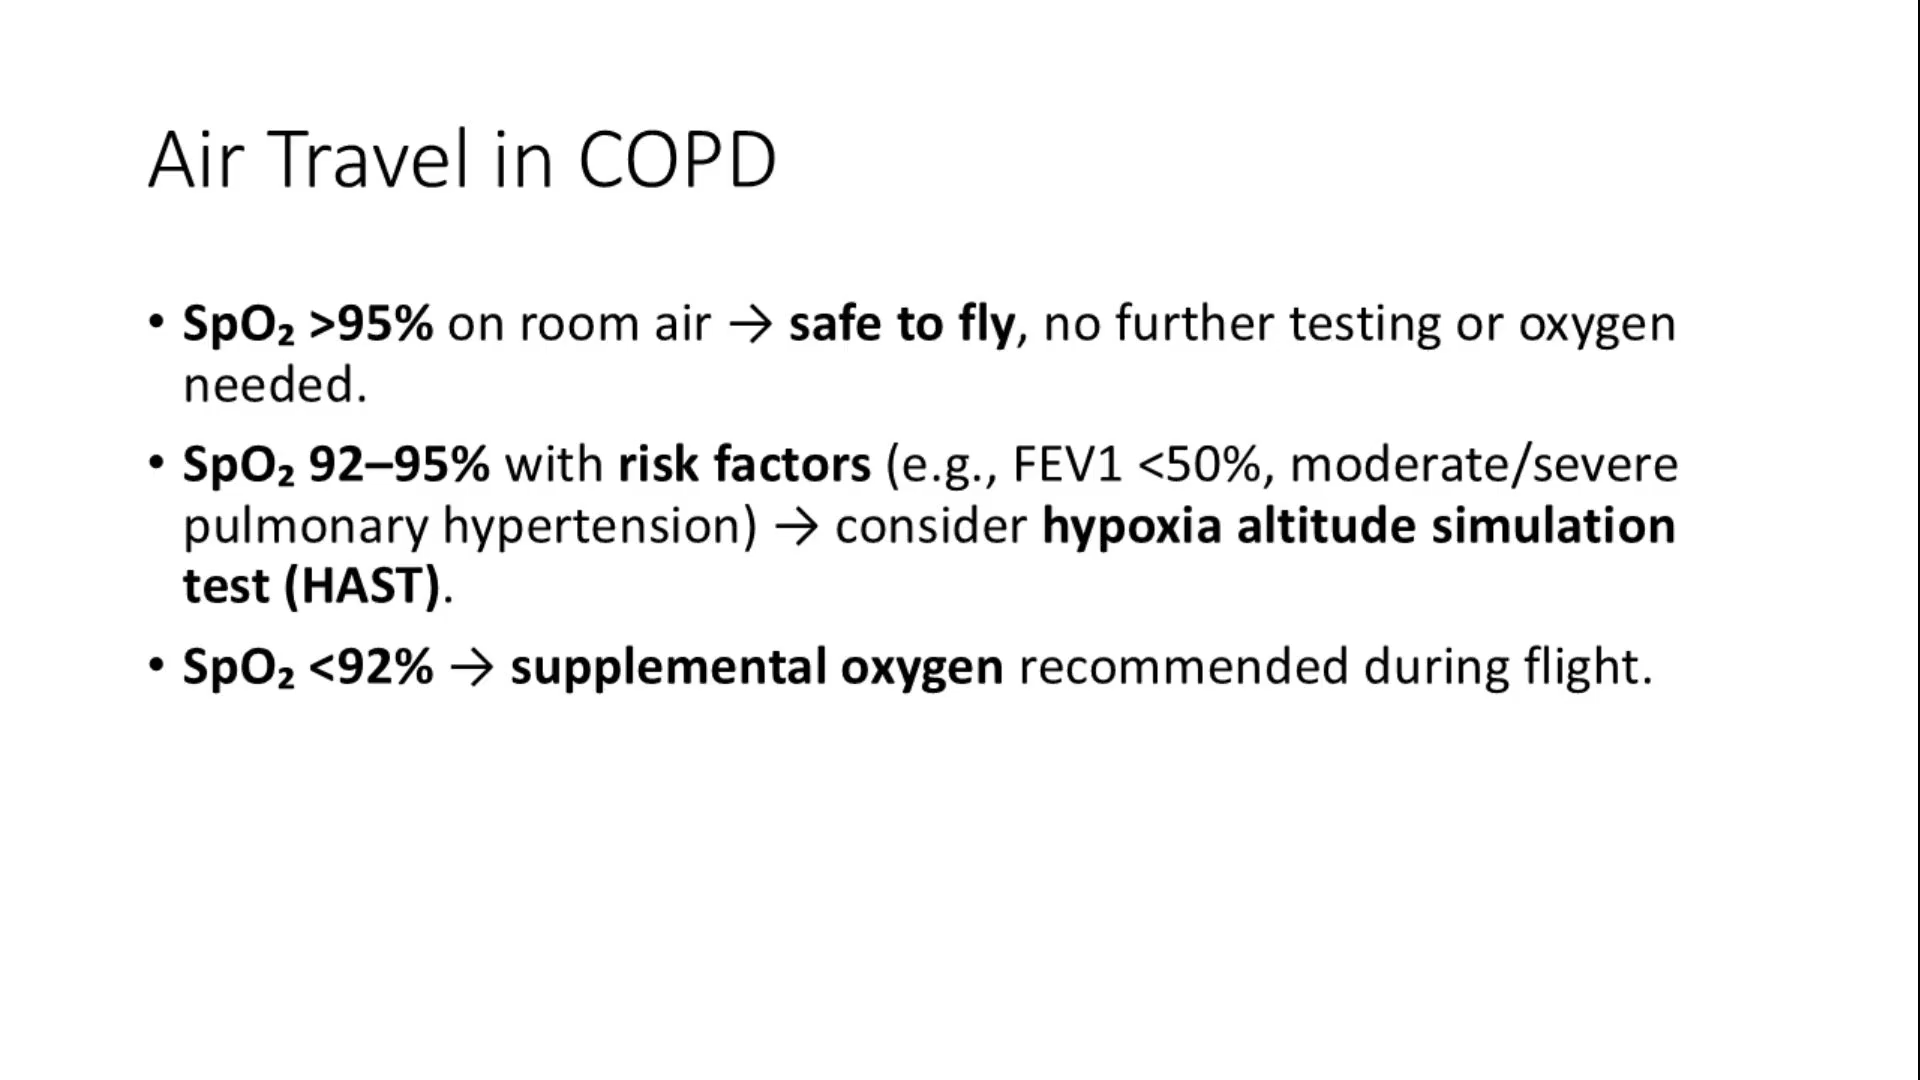 Air Travel in COPD
• SpO₂ >95% on room air → safe to fly, no further testing or oxygen
needed.
• SpO₂ 92–95% with risk factors (e.g., FEV1 <50%, moderate/severe
pulmonary hypertension) → consider hypoxia altitude simulation
test (HAST).
• SpO₂ <92% → supplemental oxygen recommended during flight.